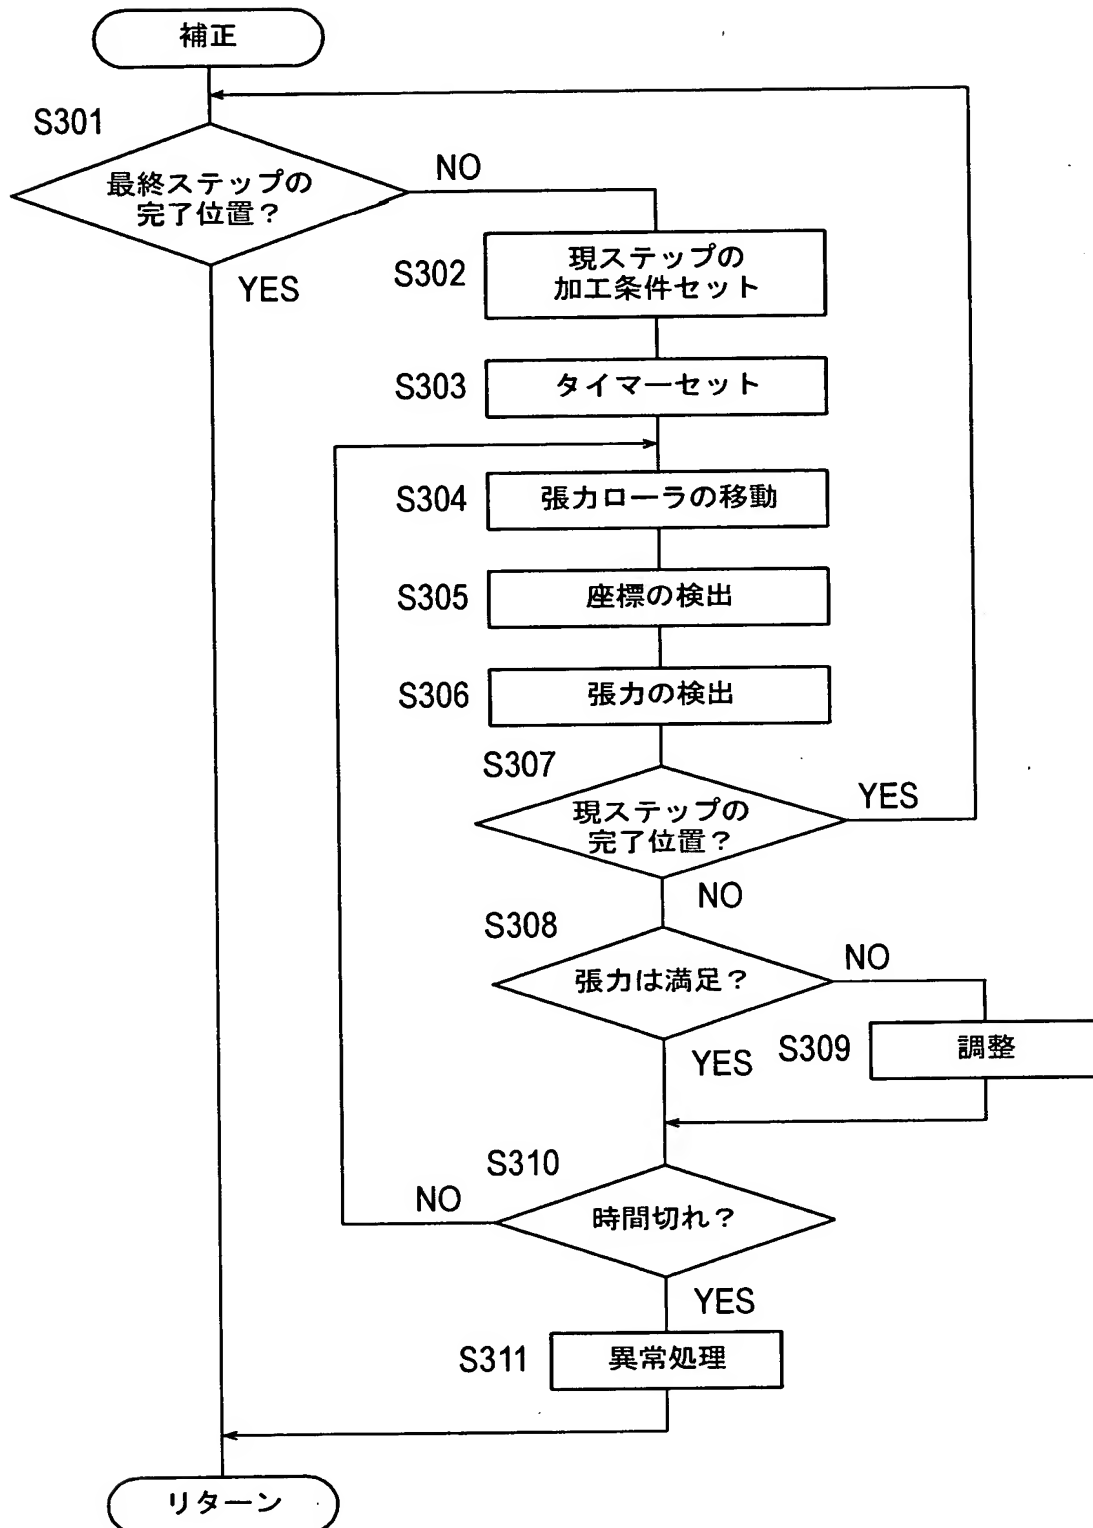 補正
S301
最終ステップの
完了位置?
NO
YES
S302
現ステップの
加工条件セット
S303
タイマーセット
S304
張力ローラの移動
S305
座標の検出
S306
張力の検出
S307
現ステップの
完了位置?
YES
NO
S308
張力は満足?
NO
YES
S309
調整
S310
時間切れ?
NO
YES
S311
異常処理
リターン